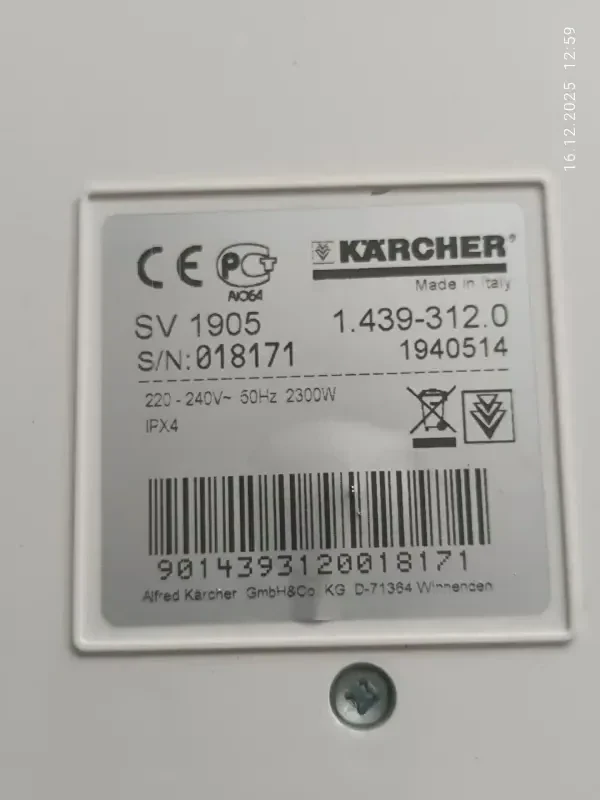 16.12.2025 12:59
CE PCT KÄRCHER®
АЮ64 Made in Italy
SV 1905 1.439-312.0
S/N:018171 1940514
220-240V~ 50Hz 2300W
IPX4
9014393120018171
Alfred Kärcher GmbH&Co. KG D-71364 Winnenden